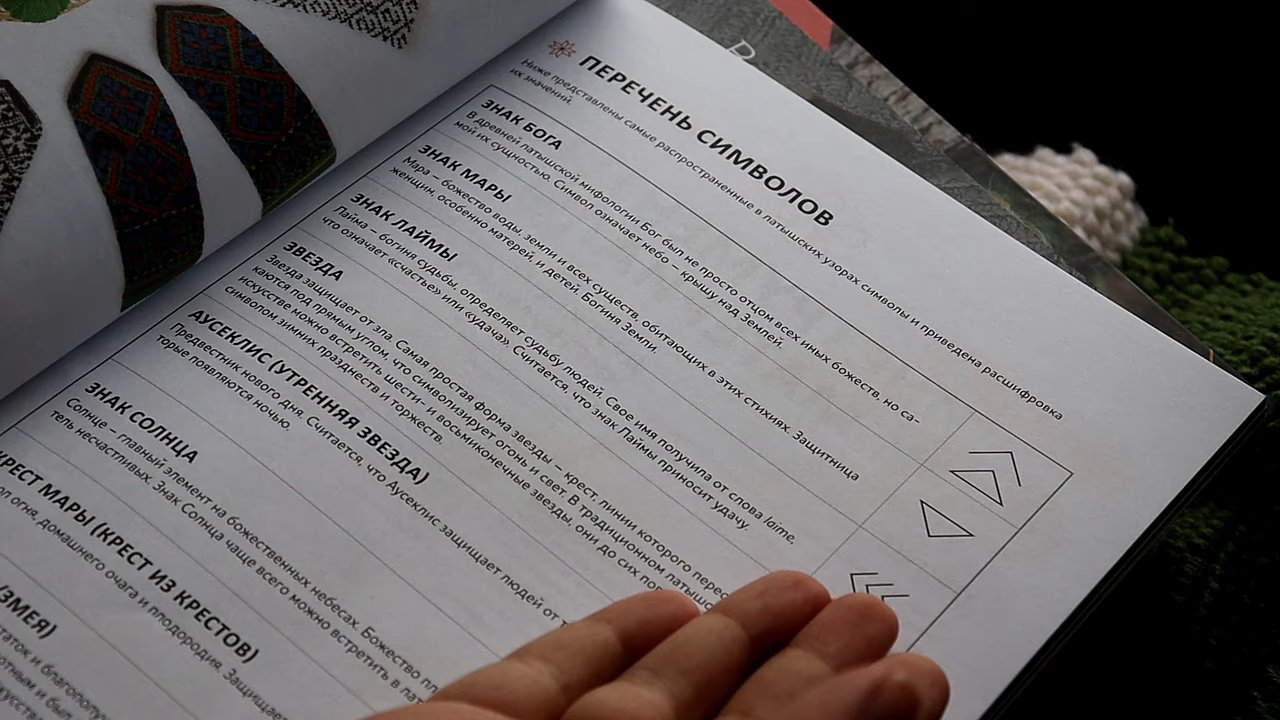 ПЕРЕЧЕНЬ СИМВОЛОВ
Ниже представлены самые распространенные в латышских узорах символы и приведена расшифровка
их значений.
ЗНАК БОГА
В древней латышской мифологии Бог был не просто отцом всех иных божеств, но са-
мой их сущностью. Символ означает небо – крышу над Землей.
ЗНАК МАРЫ
Мара – божество воды, земли и всех существ, обитающих в этих стихиях. Защитница
женщин, особенно матерей, и детей. Богиня Земли.
ЗНАК ЛАЙМЫ
Лайма – богиня судьбы, определяет судьбу людей. Свое имя получила от слова laime,
что означает «счастье» или «удача». Считается, что знак Лаймы приносит удачу.
ЗВЕЗДА
Звезда защищает от зла. Самая простая форма звезды – крест, линии которого
каются под прямым углом, что символизирует огонь и свет. В традиционном
искусстве можно встретить шести- и восьмиконечные звезды, они до сих
символом зимних празднеств и торжеств.
АУСЕКЛИС (УТРЕННЯЯ ЗВЕЗДА)
Предвестник нового дня. Считается, что Аусеклис защищает людей от
торые появляются ночью.
ЗНАК СОЛНЦА
Солнце – главный элемент на божественных небесах. Божество
тель несчастливых. Знак Солнца чаще всего можно встретить в
КРЕСТ МАРЫ (КРЕСТ ИЗ КРЕСТОВ)
огня, домашнего очага и плодородия.
(ЗМЕЯ)
и
и был